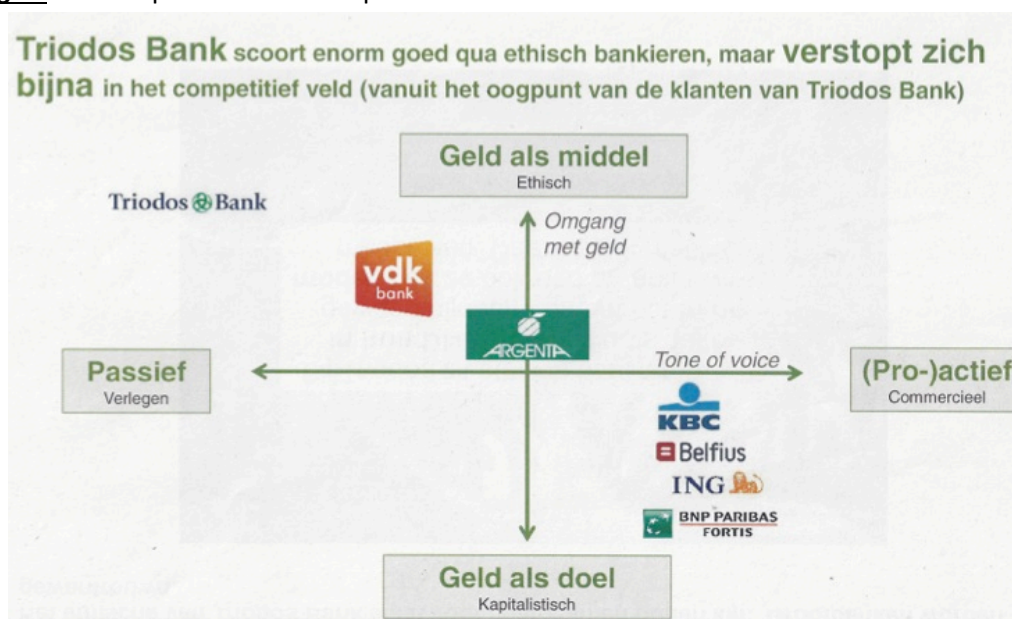 Triodos Bank scoort enorm goed qua ethisch bankieren, maar verstopt zich
bijna in het competitief veld (vanuit het oogpunt van de klanten van Triodos Bank)
Geld als middel
Ethisch
Triodos Bank
Omgang
met geld
vdk
bank
ARGENTA
Passief
Verlegen
Tone of voice
(Pro-)actief
Commercieel
KBC
Belfius
ING
BNP PARIBAS
FORTIS
Geld als doel
Kapitalistisch